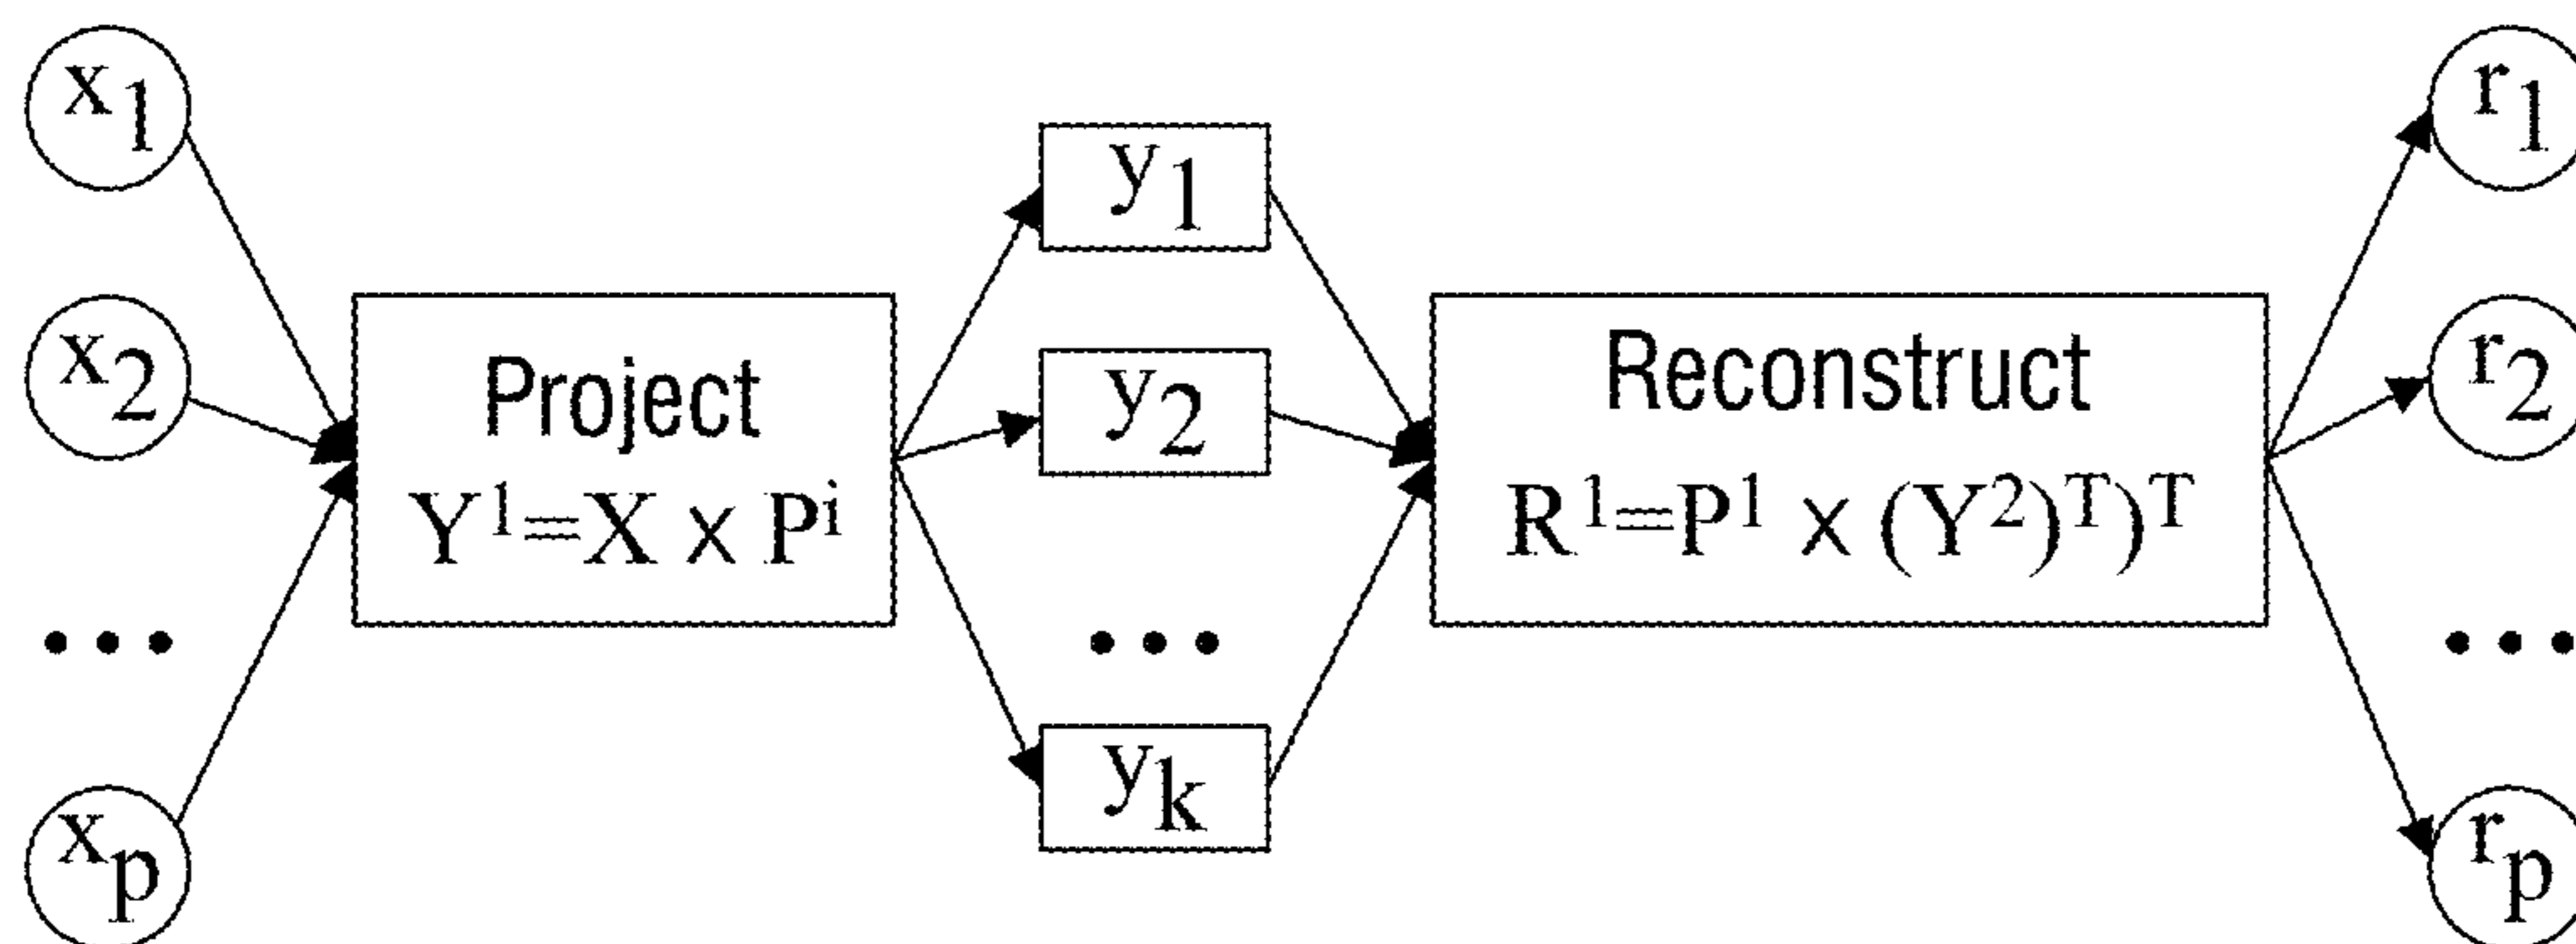 x1
x2
...
xp
Project
Y¹=X × Pⁱ
y1
y2
...
yk
Reconstruct
R¹=P¹ × (Y²)ᵀ)ᵀ
r1
r2
...
rp